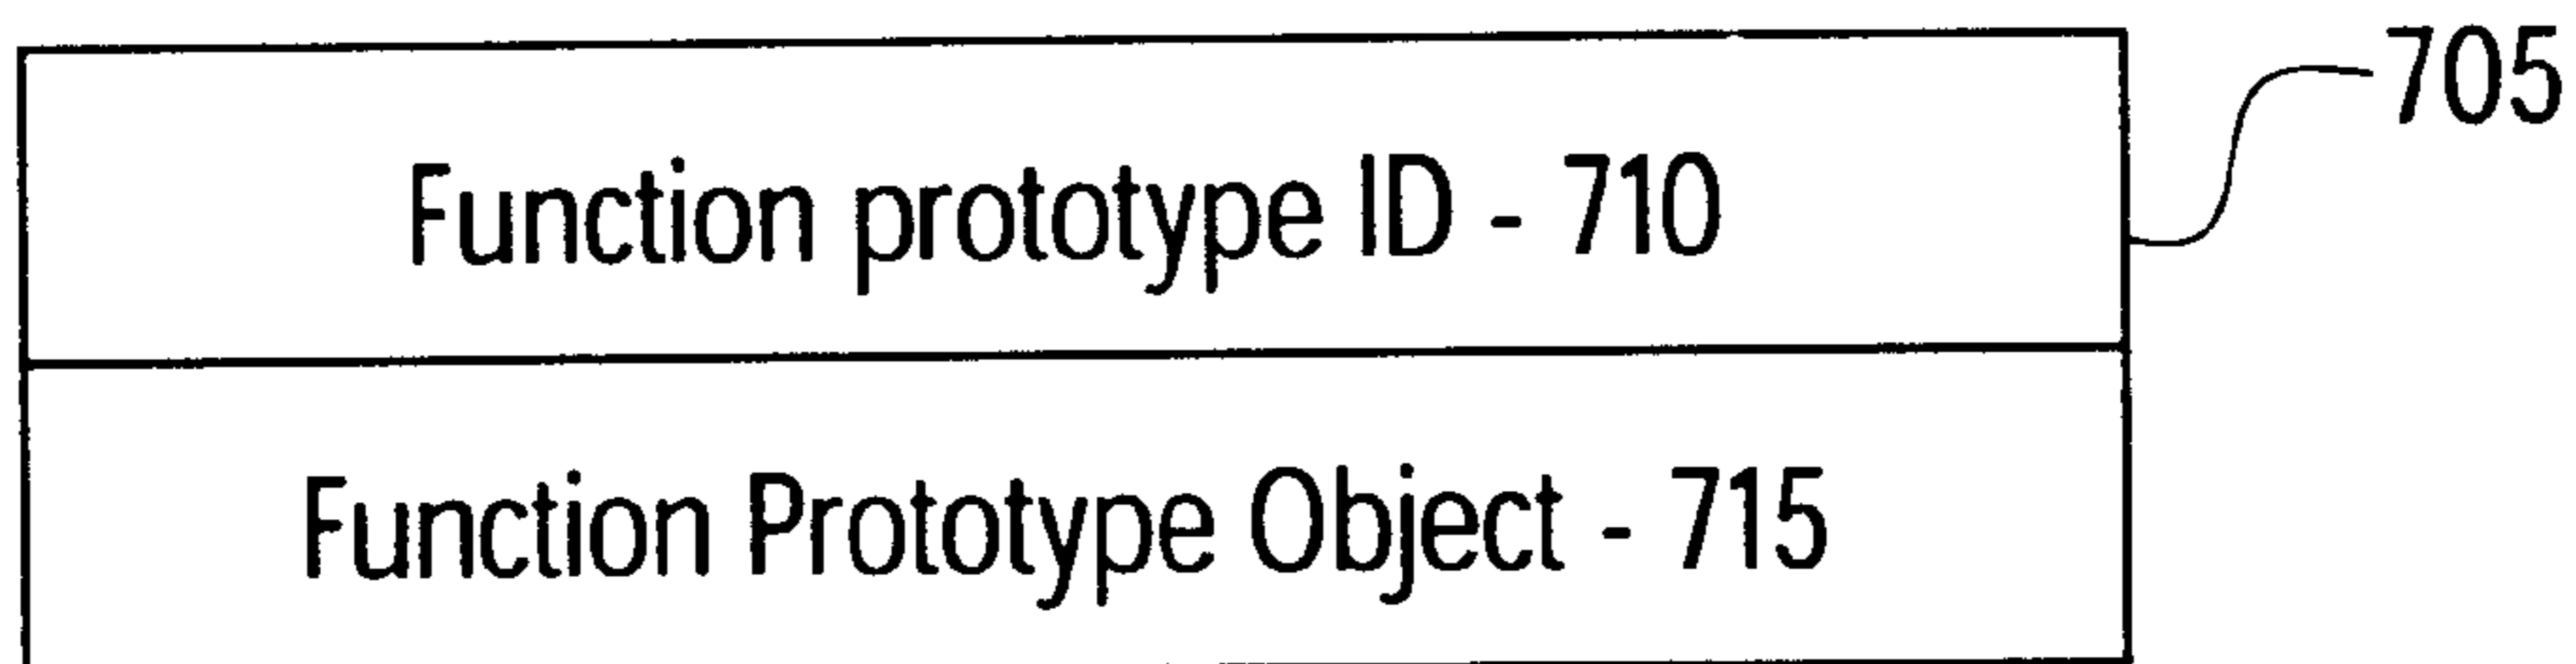 705
Function prototype ID - 710
Function Prototype Object - 715